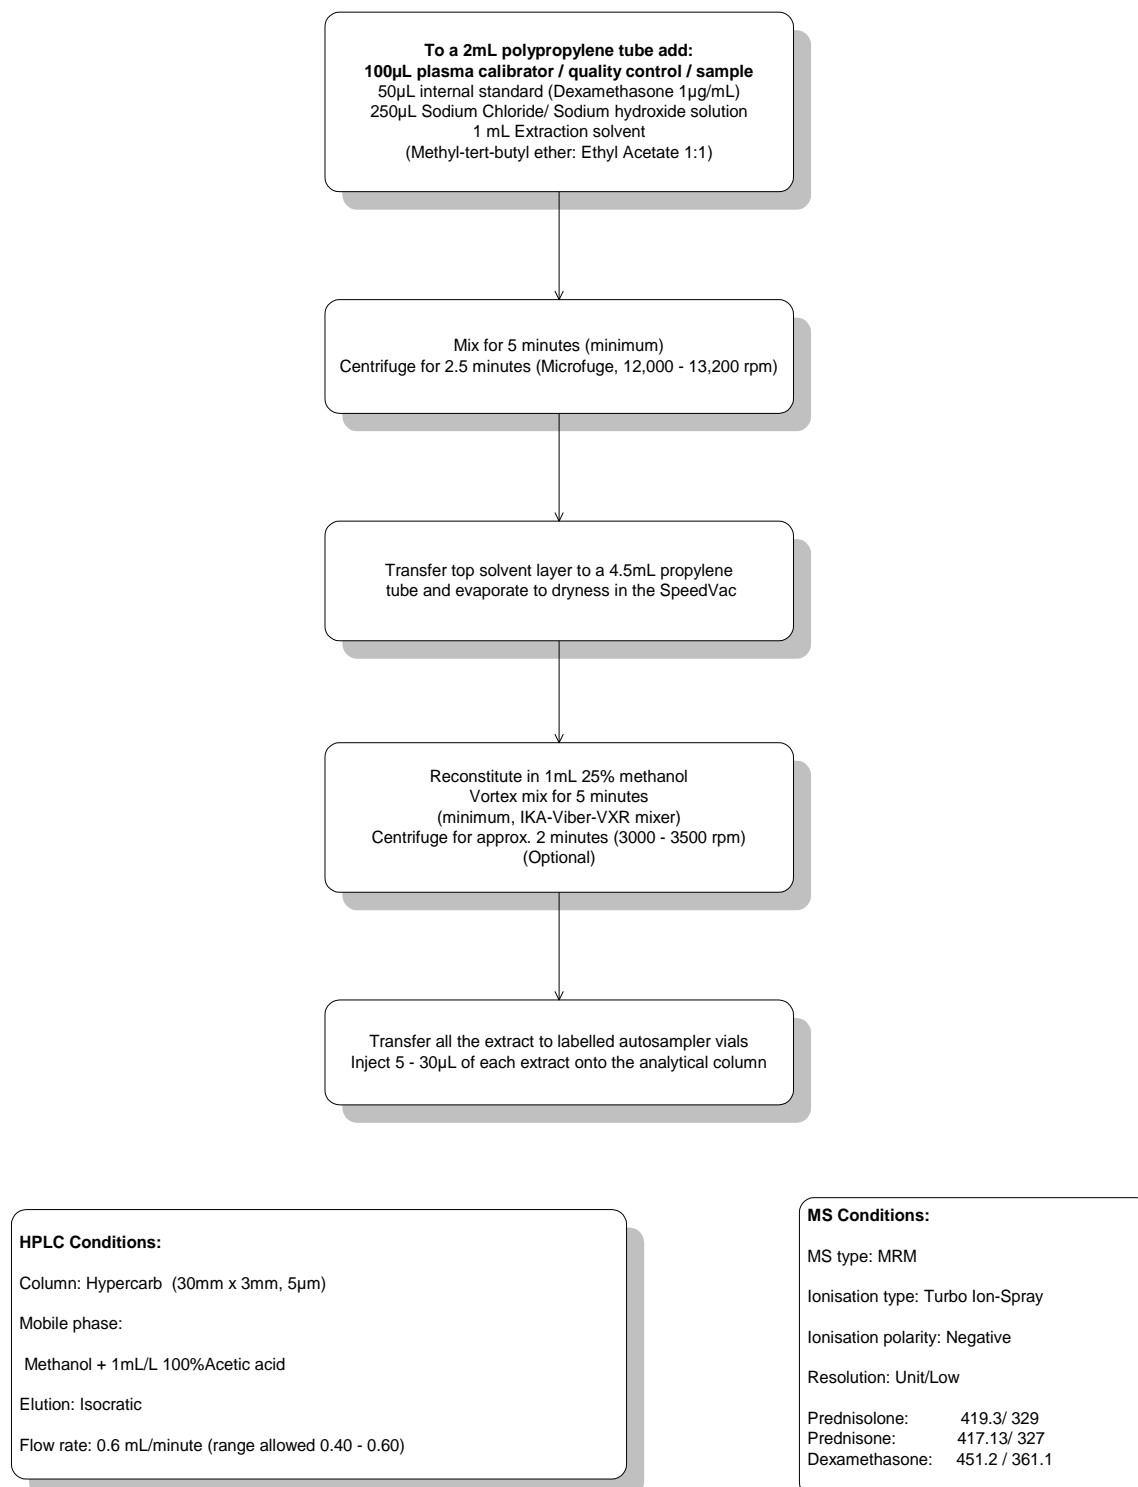 To a 2mL polypropylene tube add:
100µL plasma calibrator / quality control / sample
50µL internal standard (Dexamethasone 1µg/mL)
250µL Sodium Chloride/ Sodium hydroxide solution
1 mL Extraction solvent
(Methyl-tert-butyl ether: Ethyl Acetate 1:1)
Mix for 5 minutes (minimum)
Centrifuge for 2.5 minutes (Microfuge, 12,000 - 13,200 rpm)
Transfer top solvent layer to a 4.5mL propylene
tube and evaporate to dryness in the SpeedVac
Reconstitute in 1mL 25% methanol
Vortex mix for 5 minutes
(minimum, IKA-Viber-VXR mixer)
Centrifuge for approx. 2 minutes (3000 - 3500 rpm)
(Optional)
Transfer all the extract to labelled autosampler vials
Inject 5 - 30µL of each extract onto the analytical column
HPLC Conditions:
Column: Hypercarb (30mm x 3mm, 5µm)
Mobile phase:
Methanol + 1mL/L 100%Acetic acid
Elution: Isocratic
Flow rate: 0.6 mL/minute (range allowed 0.40 - 0.60)
MS Conditions:
MS type: MRM
Ionisation type: Turbo Ion-Spray
Ionisation polarity: Negative
Resolution: Unit/Low
Prednisolone: 419.3/ 329
Prednisone: 417.13/ 327
Dexamethasone: 451.2 / 361.1